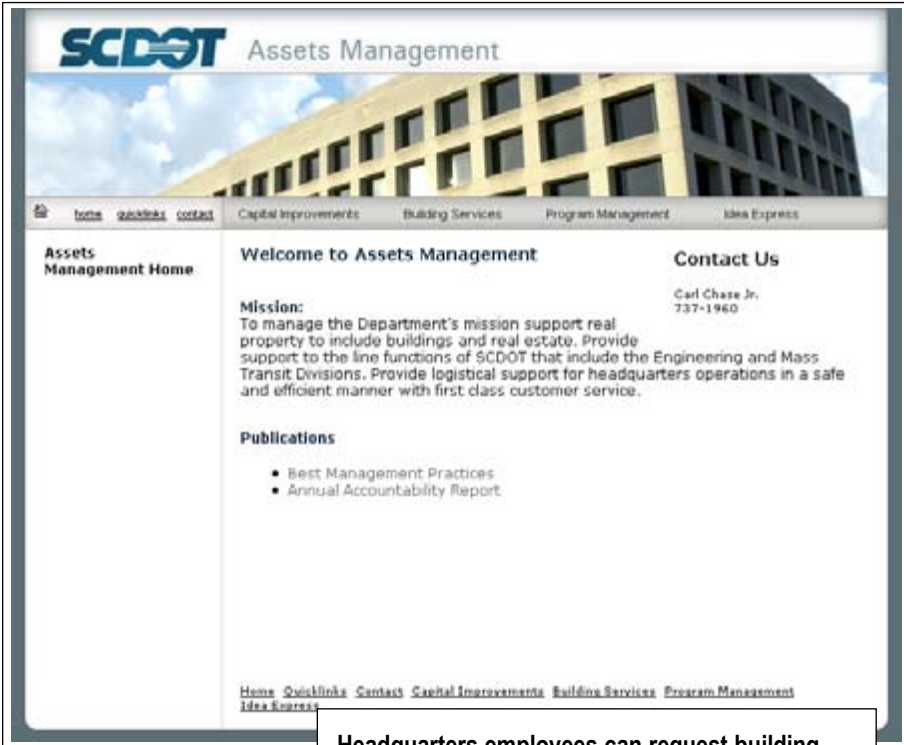 SCDOT Assets Management
home quicklinks contact Capital Improvements Building Services Program Management Idea Express
Assets
Management Home
Welcome to Assets Management
Contact Us
Carl Chase Jr.
737-1960
Mission:
To manage the Department's mission support real
property to include buildings and real estate. Provide
support to the line functions of SCDOT that include the Engineering and Mass
Transit Divisions. Provide logistical support for headquarters operations in a safe
and efficient manner with first class customer service.
Publications
• Best Management Practices
• Annual Accountability Report
Home Quicklinks Contact Capital Improvements Building Services Program Management
Idea Express
Headquarters employees can request building